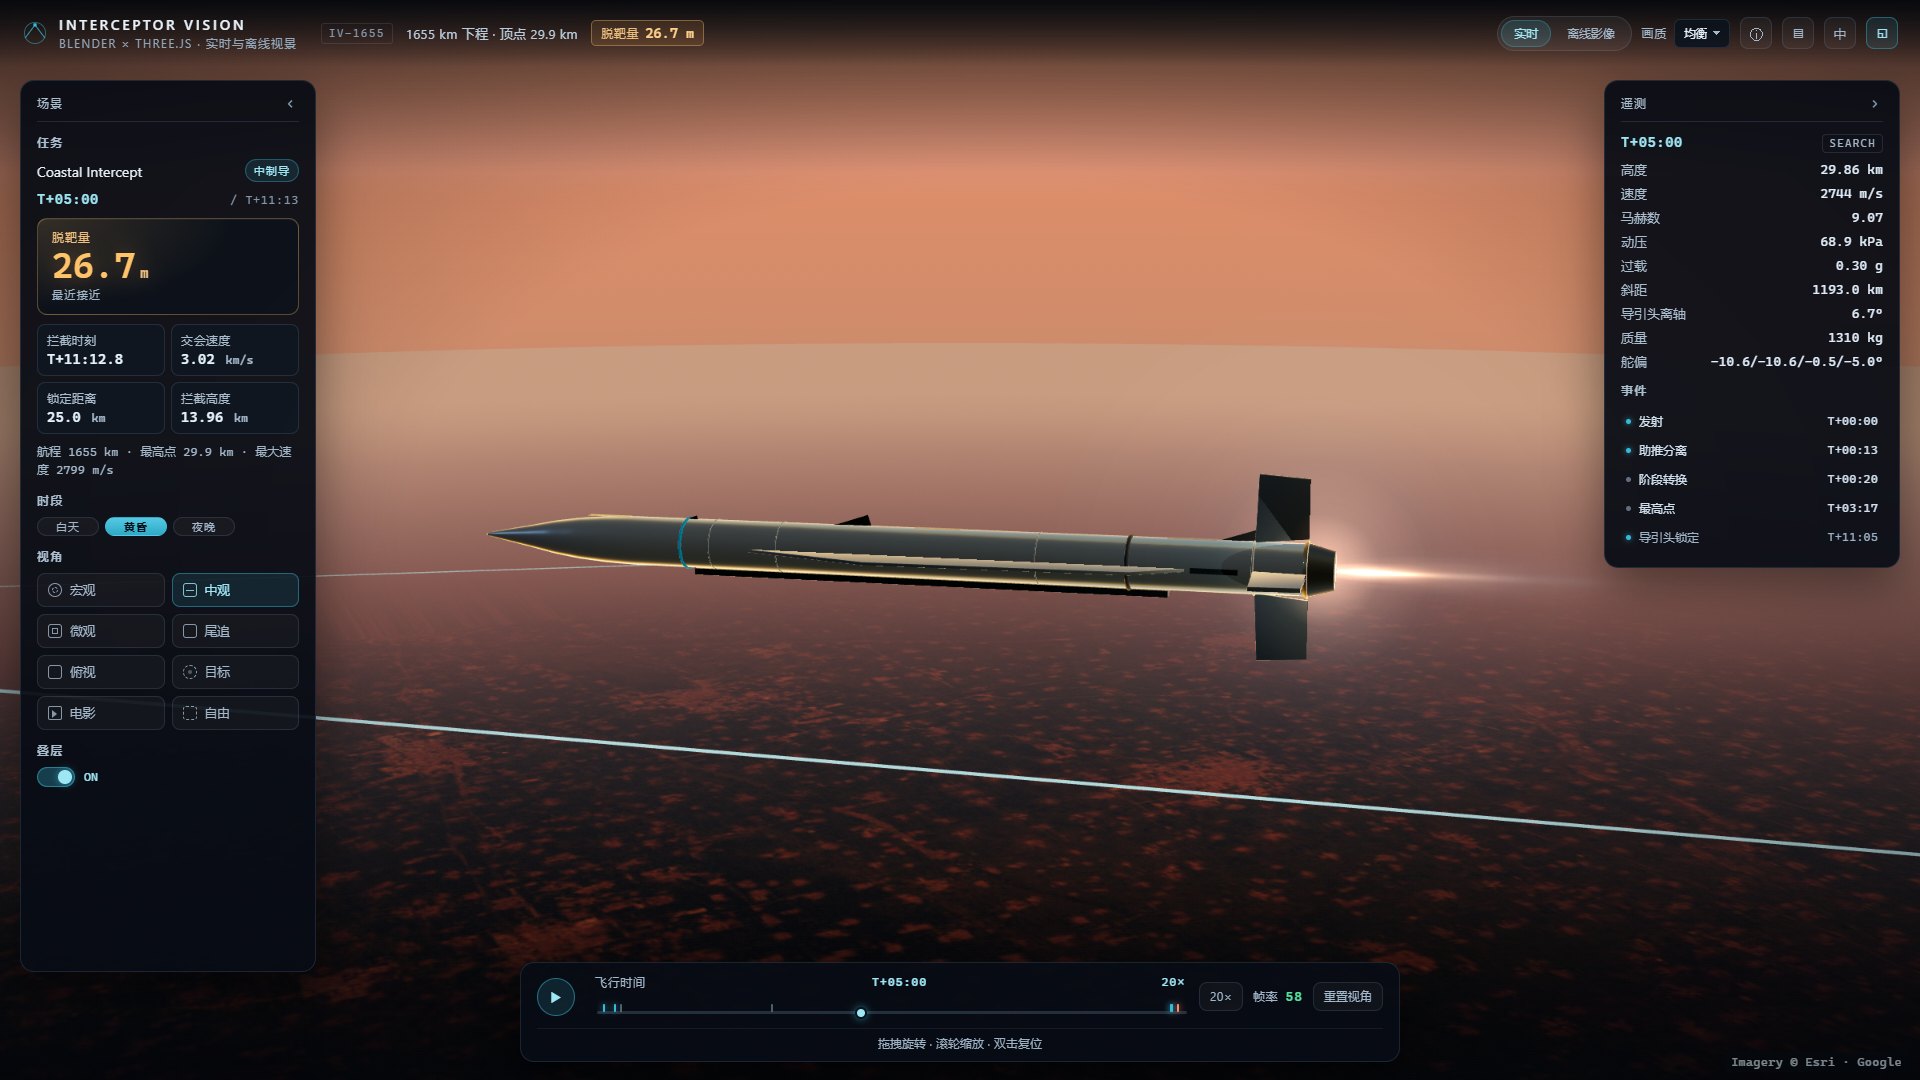 INTERCEPTOR VISION
BLENDER × THREE.JS · 实时与离线视景
IV-1655
1655 km 下程 · 顶点 29.9 km
脱靶量 26.7 m
实时
离线影像
画质
均衡
中
场景
任务
Coastal Intercept
中制导
T+05:00
/ T+11:13
脱靶量
26.7 m
最近接近
拦截时刻
T+11:12.8
交会速度
3.02 km/s
锁定距离
25.0 km
拦截高度
13.96 km
航程 1655 km · 最高点 29.9 km · 最大速
度 2799 m/s
时段
白天
黄昏
夜晚
视角
宏观
中观
微观
尾追
俯视
目标
电影
自由
叠层
ON
遥测
T+05:00
SEARCH
高度 29.86 km
速度 2744 m/s
马赫数 9.07
动压 68.9 kPa
过载 0.30 g
斜距 1193.0 km
导引头离轴 6.7°
质量 1310 kg
舵偏 −10.6/−10.6/−0.5/−5.0°
事件
发射 T+00:00
助推分离 T+00:13
阶段转换 T+00:20
最高点 T+03:17
导引头锁定 T+11:05
飞行时间
T+05:00
20×
20×
帧率 58
重置视角
拖拽旋转 · 滚轮缩放 · 双击复位
Imagery © Esri · Google